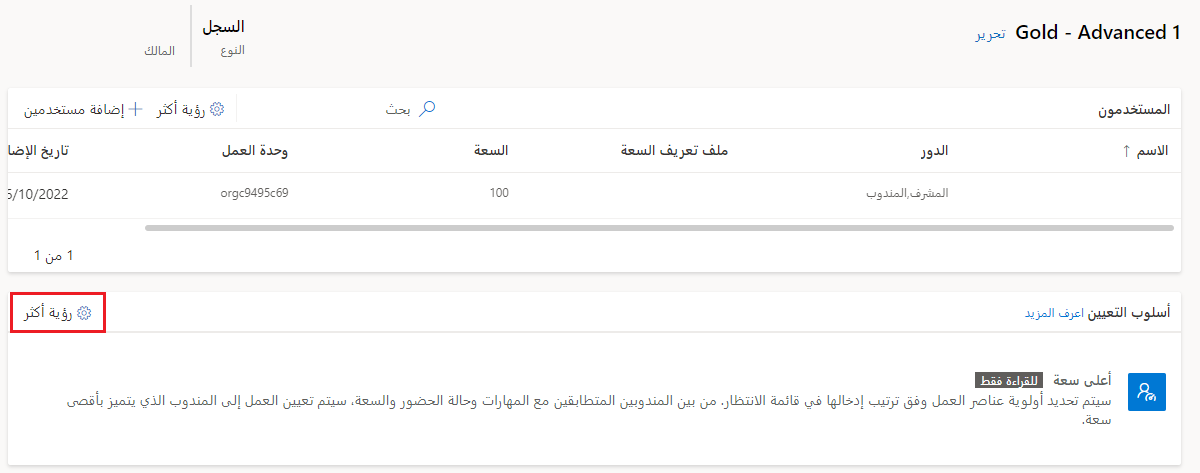 Gold - Advanced 1 تحرير
السجل
النوع
المالك
المستخدمون
بحث
رؤية أكثر
إضافة مستخدمين
الاسم ↑ الدور ملف تعريف السعة السعة وحدة العمل تاريخ الإضا
المشرف,المندوب 100 orgc9495c69 5/10/2022
1 من 1
أسلوب التعيين اعرف المزيد
رؤية أكثر
أعلى سعة للقراءة فقط
سيتم تحديد أولوية عناصر العمل وفق ترتيب إدخالها في قائمة الانتظار. من بين المندوبين المتطابقين مع المهارات وحالة الحضور والسعة، سيتم تعيين العمل إلى المندوب الذي يتميز بأقصى
سعة.